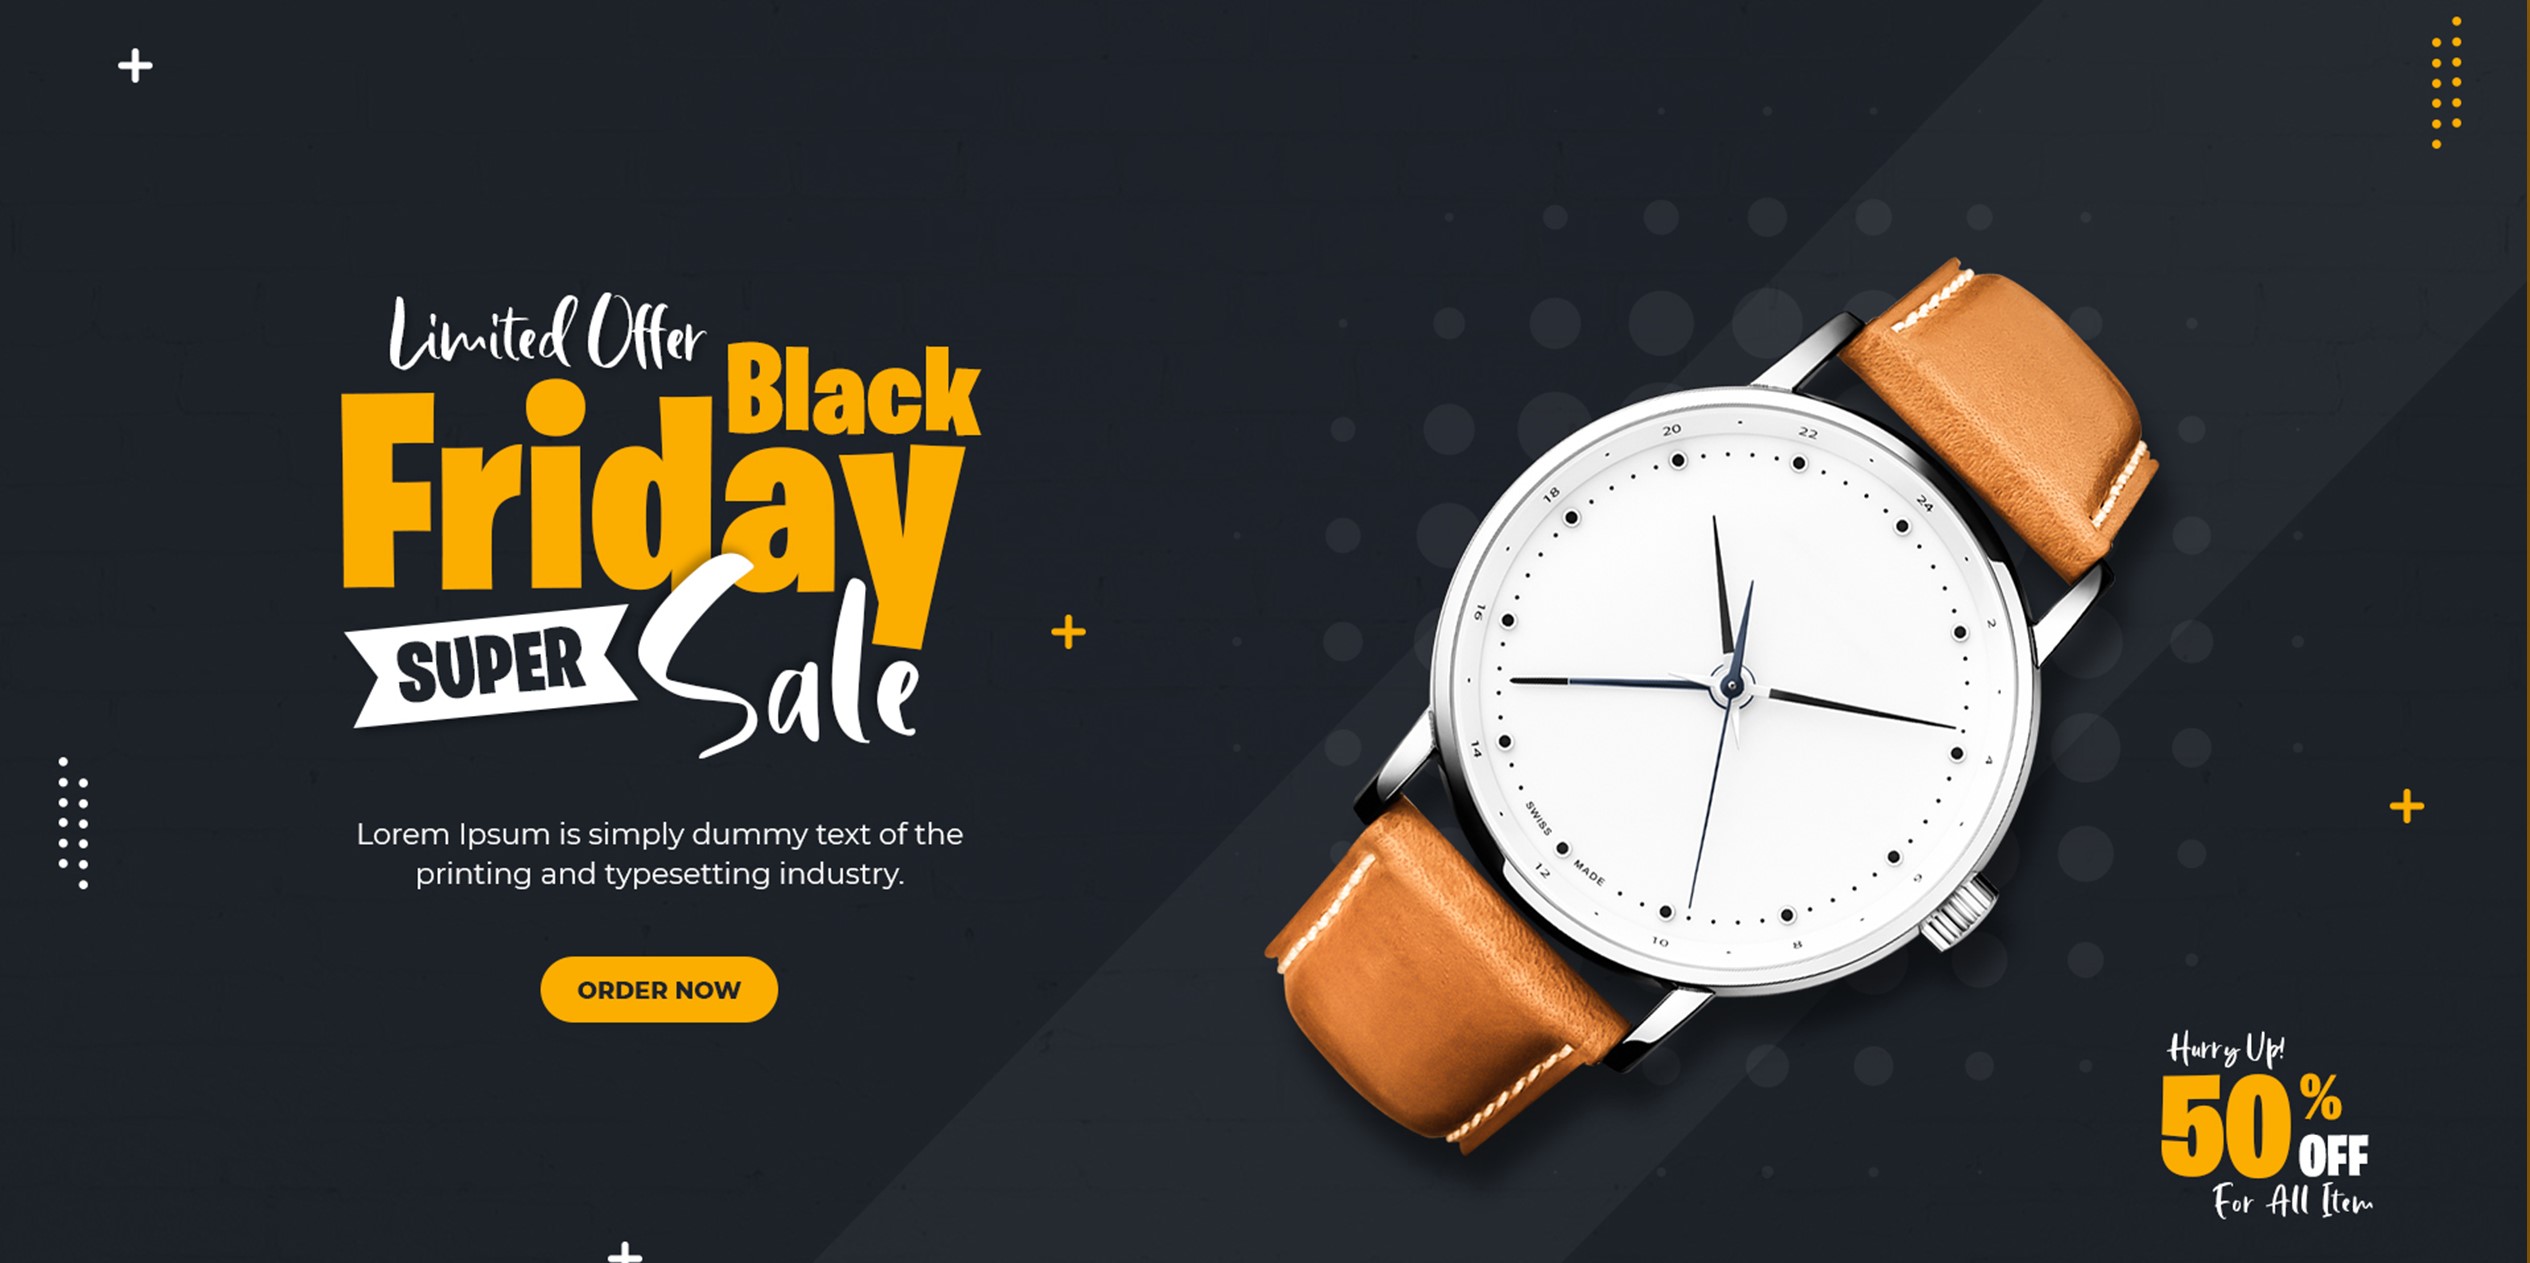 Limited Offer
Black
Friday
SUPER
Sale
Lorem Ipsum is simply dummy text of the
printing and typesetting industry.
ORDER NOW
20
22
18
24
16
2
14
4
SWISS
MADE
12
6
10
8
Hurry Up!
50%
OFF
For All Item